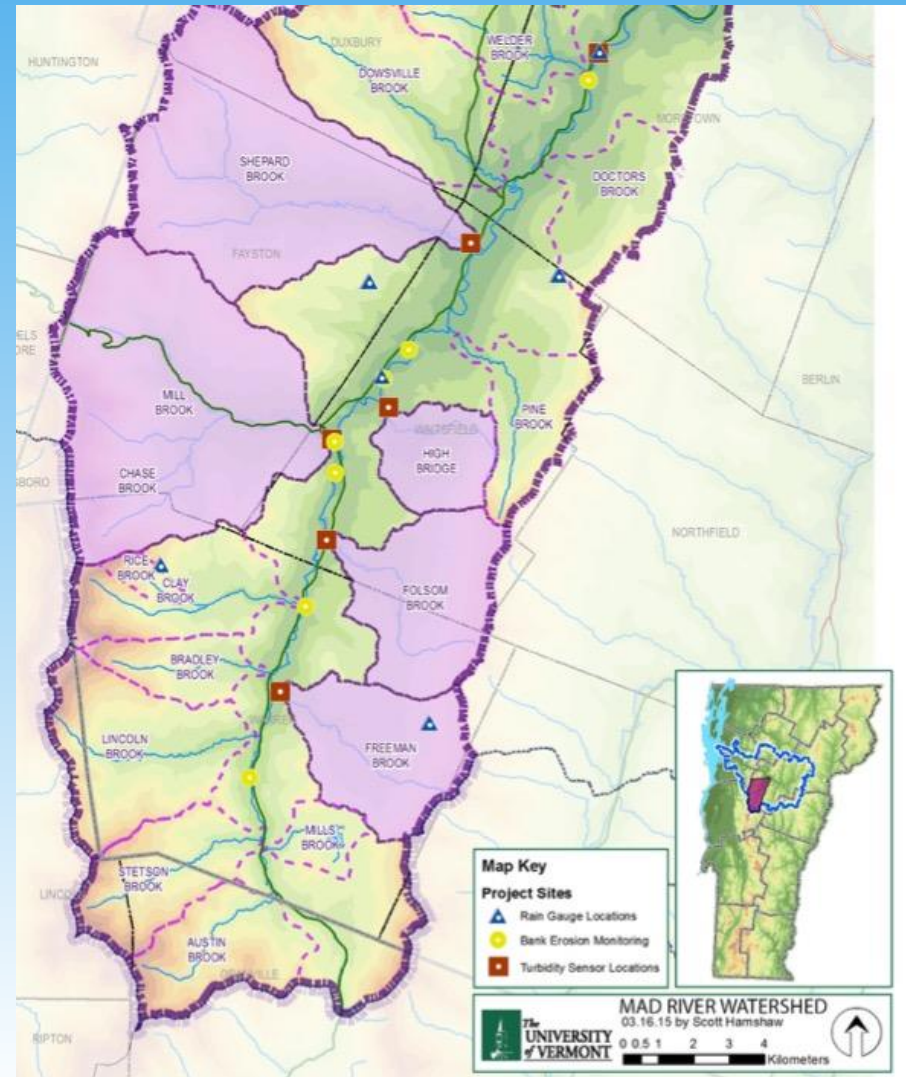 HUNTINGTON
DUXBURY
WELDER
BROOK
DOWSVILLE
BROOK
SHEPARD
BROOK
DOCTORS
BROOK
FAYSTON
BERLIN
MILL
BROOK
PINE
BROOK
WAITSFIELD
HIGH
BRIDGE
CHASE
BROOK
NORTHFIELD
RICE
BROOK
CLAY
BROOK
FOLSOM
BROOK
BRADLEY
BROOK
LINCOLN
BROOK
FREEMAN
BROOK
MILLS
BROOK
STETSON
BROOK
AUSTIN
BROOK
RIPTON
Map Key
Project Sites
Rain Gauge Locations
Bank Erosion Monitoring
Turbidity Sensor Locations
The
UNIVERSITY
of VERMONT
MAD RIVER WATERSHED
03.16.15 by Scott Hamshaw
0 0.5 1 2 3 4
Kilometers